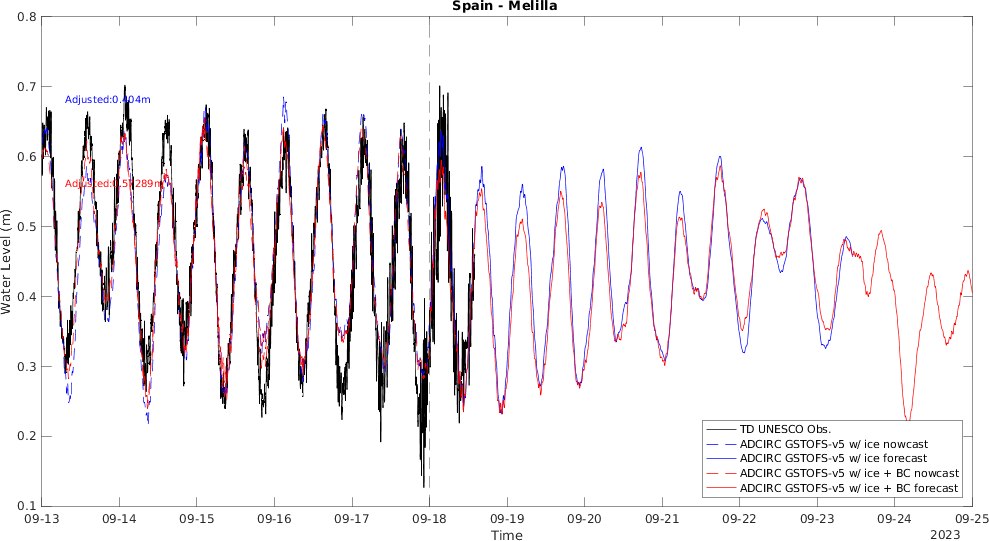 Spain - Melilla
0.8
0.7
0.6
0.5
0.4
0.3
0.2
0.1
Water Level (m)
Adjusted:0.404m
TD UNESCO Obs.
ADCIRC GSTOFS-v5 w/ ice nowcast
ADCIRC GSTOFS-v5 w/ ice forecast
ADCIRC GSTOFS-v5 w/ ice + BC nowcast
ADCIRC GSTOFS-v5 w/ ice + BC forecast
09-13 09-14 09-15 09-16 09-17 09-18 09-19 09-20 09-21 09-22 09-23 09-24 09-25
Time
2023